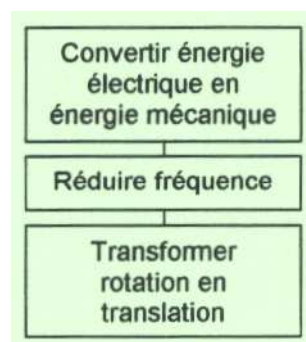 Convertir énergie
électrique en
énergie mécanique
Réduire fréquence
Transformer
rotation en
translation